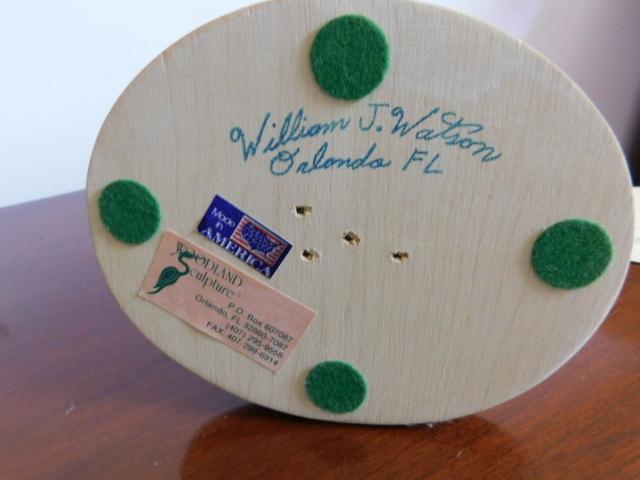 William J. Watson
Orlando FL
Made
in
AMERICA
WOODLAND
Sculpture
P.O. Box 607087
Orlando, FL 32860-7087
(407) 295-9558
FAX 407-299-6914